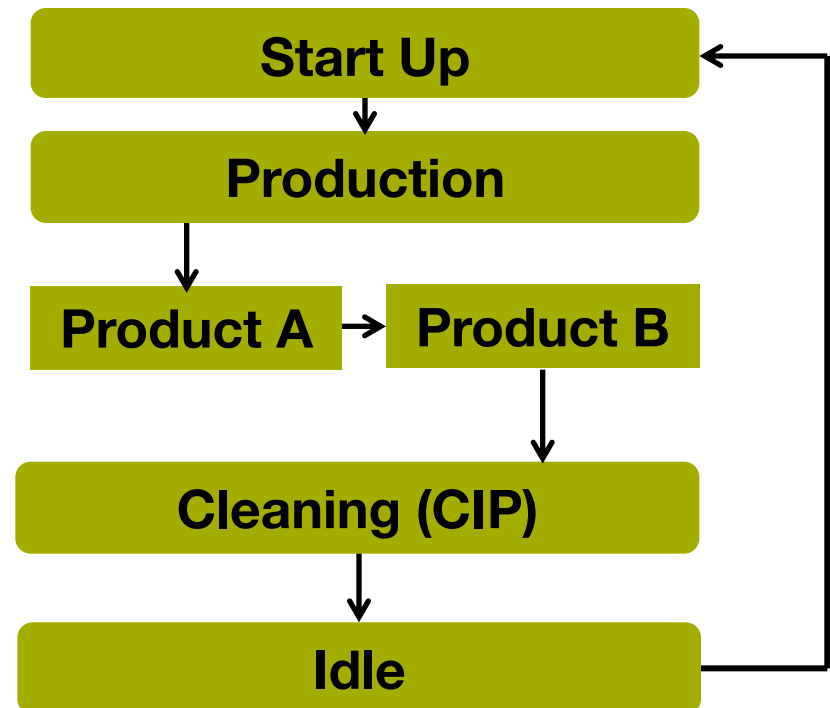 Start Up
Production
Product A
Product B
Cleaning (CIP)
Idle